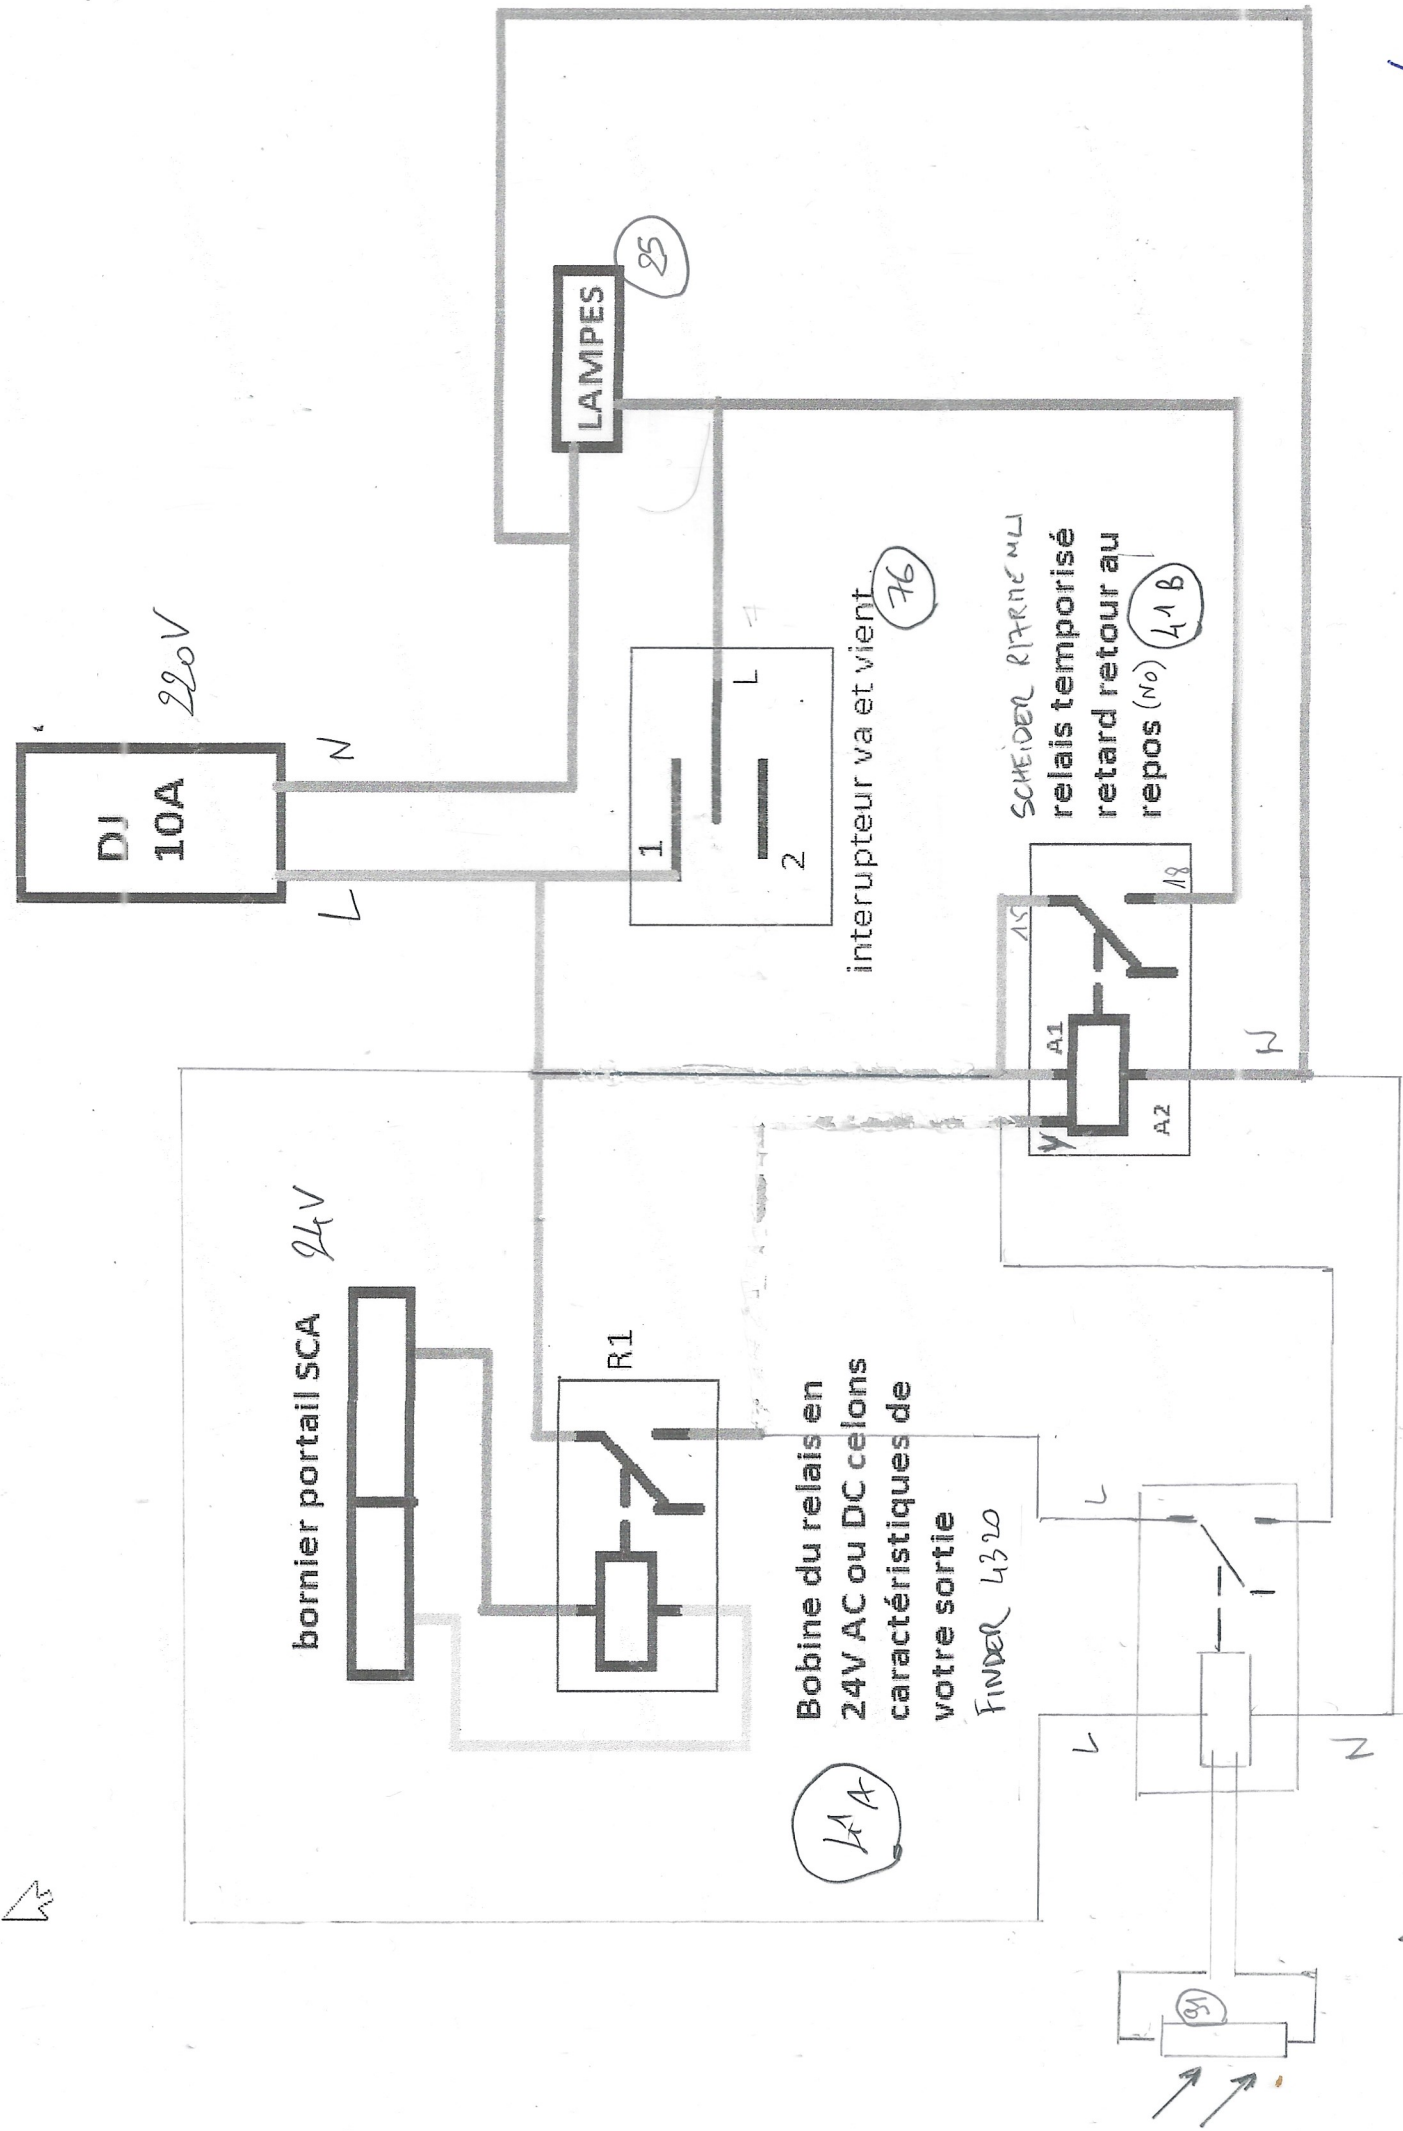 DJ
10A
220V
L
N
LAMPES
25
1
L
2
interupteur va et vient
76
bornier portail SCA
24V
R1
Bobine du relais en
24V AC ou DC celons
caractéristiques de
votre sortie
FINDER 4320
41A
SCHEIDER R17RMEMU
relais temporisé
retard retour au
repos (NO)
41B
15
18
A1
Y
A2
N
L
L
N
91